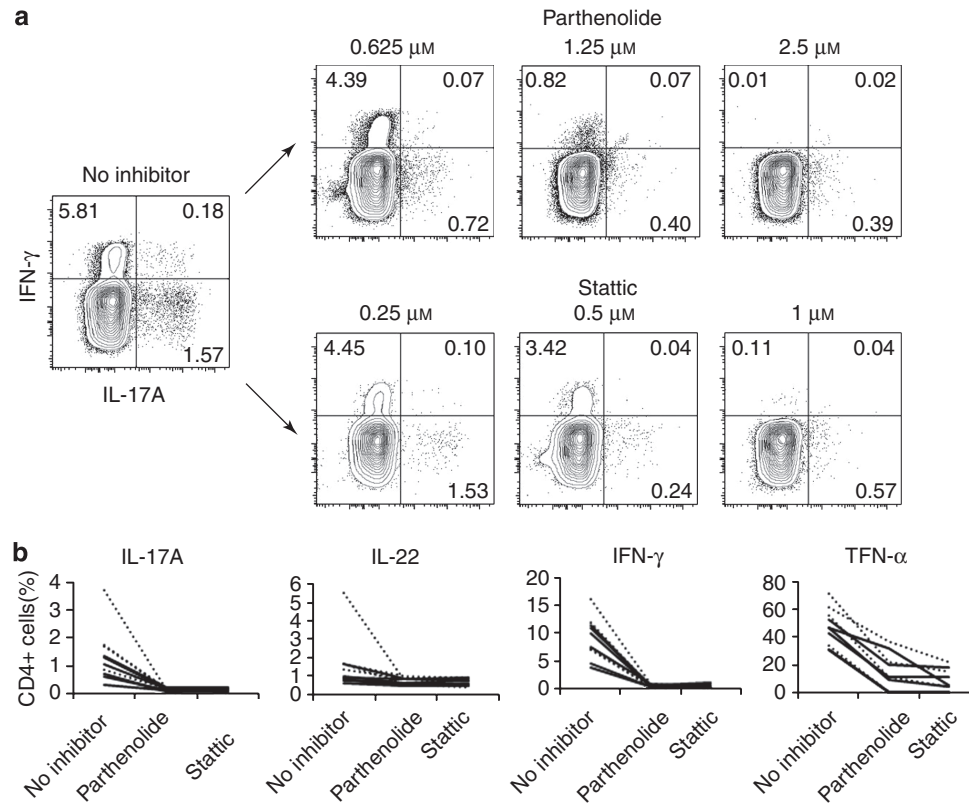 a
Parthenolide
0.625 μM 1.25 μM 2.5 μM
4.39 0.07 0.82 0.07 0.01 0.02
0.72 0.40 0.39
No inhibitor
5.81 0.18
1.57
IFN-γ
IL-17A
Stattic
0.25 μM 0.5 μM 1 μM
4.45 0.10 3.42 0.04 0.11 0.04
1.53 0.24 0.57
b
IL-17A IL-22 IFN-γ TFN-α
CD4+ cells(%)
4
3
2
1
0
6
5
4
3
2
1
0
20
15
10
5
0
80
60
40
20
0
No inhibitor Parthenolide Stattic
No inhibitor Parthenolide Stattic
No inhibitor Parthenolide Stattic
No inhibitor Parthenolide Stattic